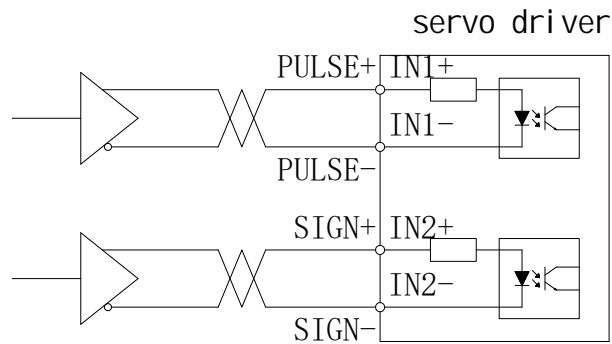 servo driver
PULSE+ IN1+
IN1-
PULSE-
SIGN+ IN2+
IN2-
SIGN-